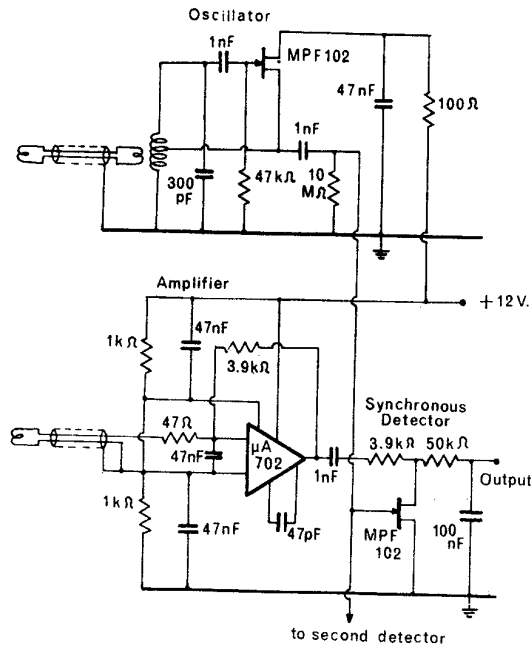 Oscillator
1nF
MPF102
47nF
100Ω
1nF
300
pF
47kΩ
10
MΩ
Amplifier
+12V.
1kΩ
47nF
3.9kΩ
Synchronous
Detector
47Ω
3.9kΩ
50kΩ
μA
702
47nF
1nF
Output
1kΩ
47nF
47pF
MPF
102
100
nF
to second detector